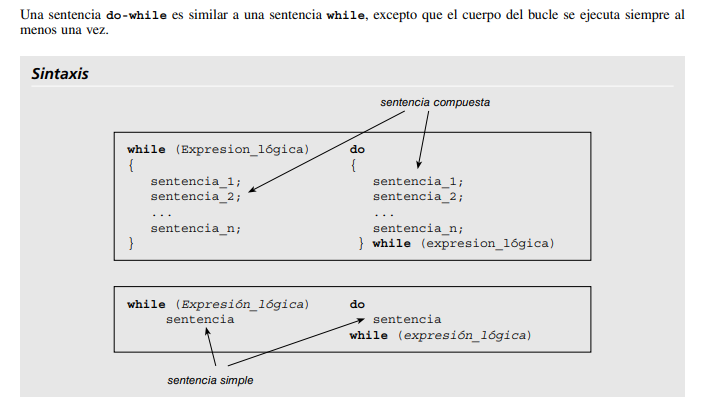 Una sentencia do-while es similar a una sentencia while, excepto que el cuerpo del bucle se ejecuta siempre al
menos una vez.
Sintaxis
sentencia compuesta
while (Expresion_lógica)
{
sentencia_1;
sentencia_2;
...
sentencia_n;
}
do
{
sentencia_1;
sentencia_2;
...
sentencia_n;
} while (expresion_lógica)
while (Expresión_lógica)
sentencia
do
sentencia
while (expresión_lógica)
sentencia simple